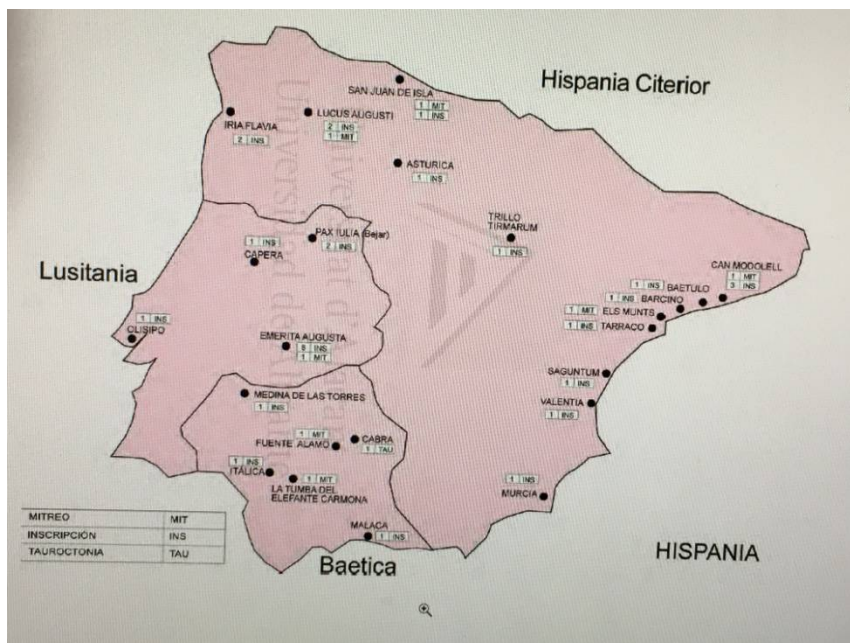 Hispania Citerior
SAN JUAN DE ISLA
1 MIT
1 INS
LUCUS AUGUSTI
2 INS
1 MIT
IRIA FLAVIA
2 INS
ASTURICA
1 INS
TRILLO
TIRMARUM
1 INS
PAX IULIA (Bejar)
2 INS
1 INS
CAPERA
Lusitania
CAN MODOLELL
1 MIT
3 INS
1 INS BAETULO
1 INS BARCINO
1 MIT ELS MUNTS
1 INS TARRACO
1 INS
OLISIPO
EMERITA AUGUSTA
INS
1 MIT
SAGUNTUM
1 INS
VALENTIA
1 INS
MEDINA DE LAS TORRES
1 INS
1 MIT
FUENTE ALAMO
CABRA
1 TAU
1 INS
ITÁLICA
1 MIT
LA TUMBA DEL
ELEFANTE CARMONA
1 INS
MURCIA
MALACA
1 INS
Baetica
HISPANIA
MITREO MIT
INSCRIPCIÓN INS
TAUROCTONIA TAU
Universitat d'Alacant
Universidad de Alicante